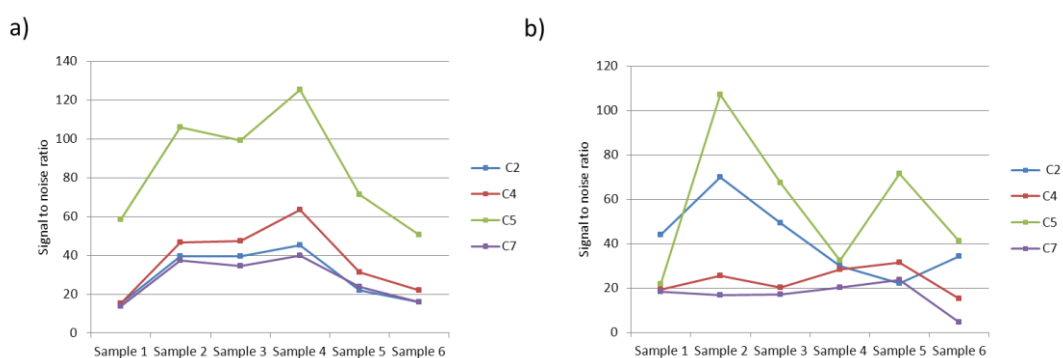 a)
Signal to noise ratio
140
120
100
80
60
40
20
0
Sample 1 Sample 2 Sample 3 Sample 4 Sample 5 Sample 6
C2
C4
C5
C7
b)
Signal to noise ratio
120
100
80
60
40
20
0
Sample 1 Sample 2 Sample 3 Sample 4 Sample 5 Sample 6
C2
C4
C5
C7